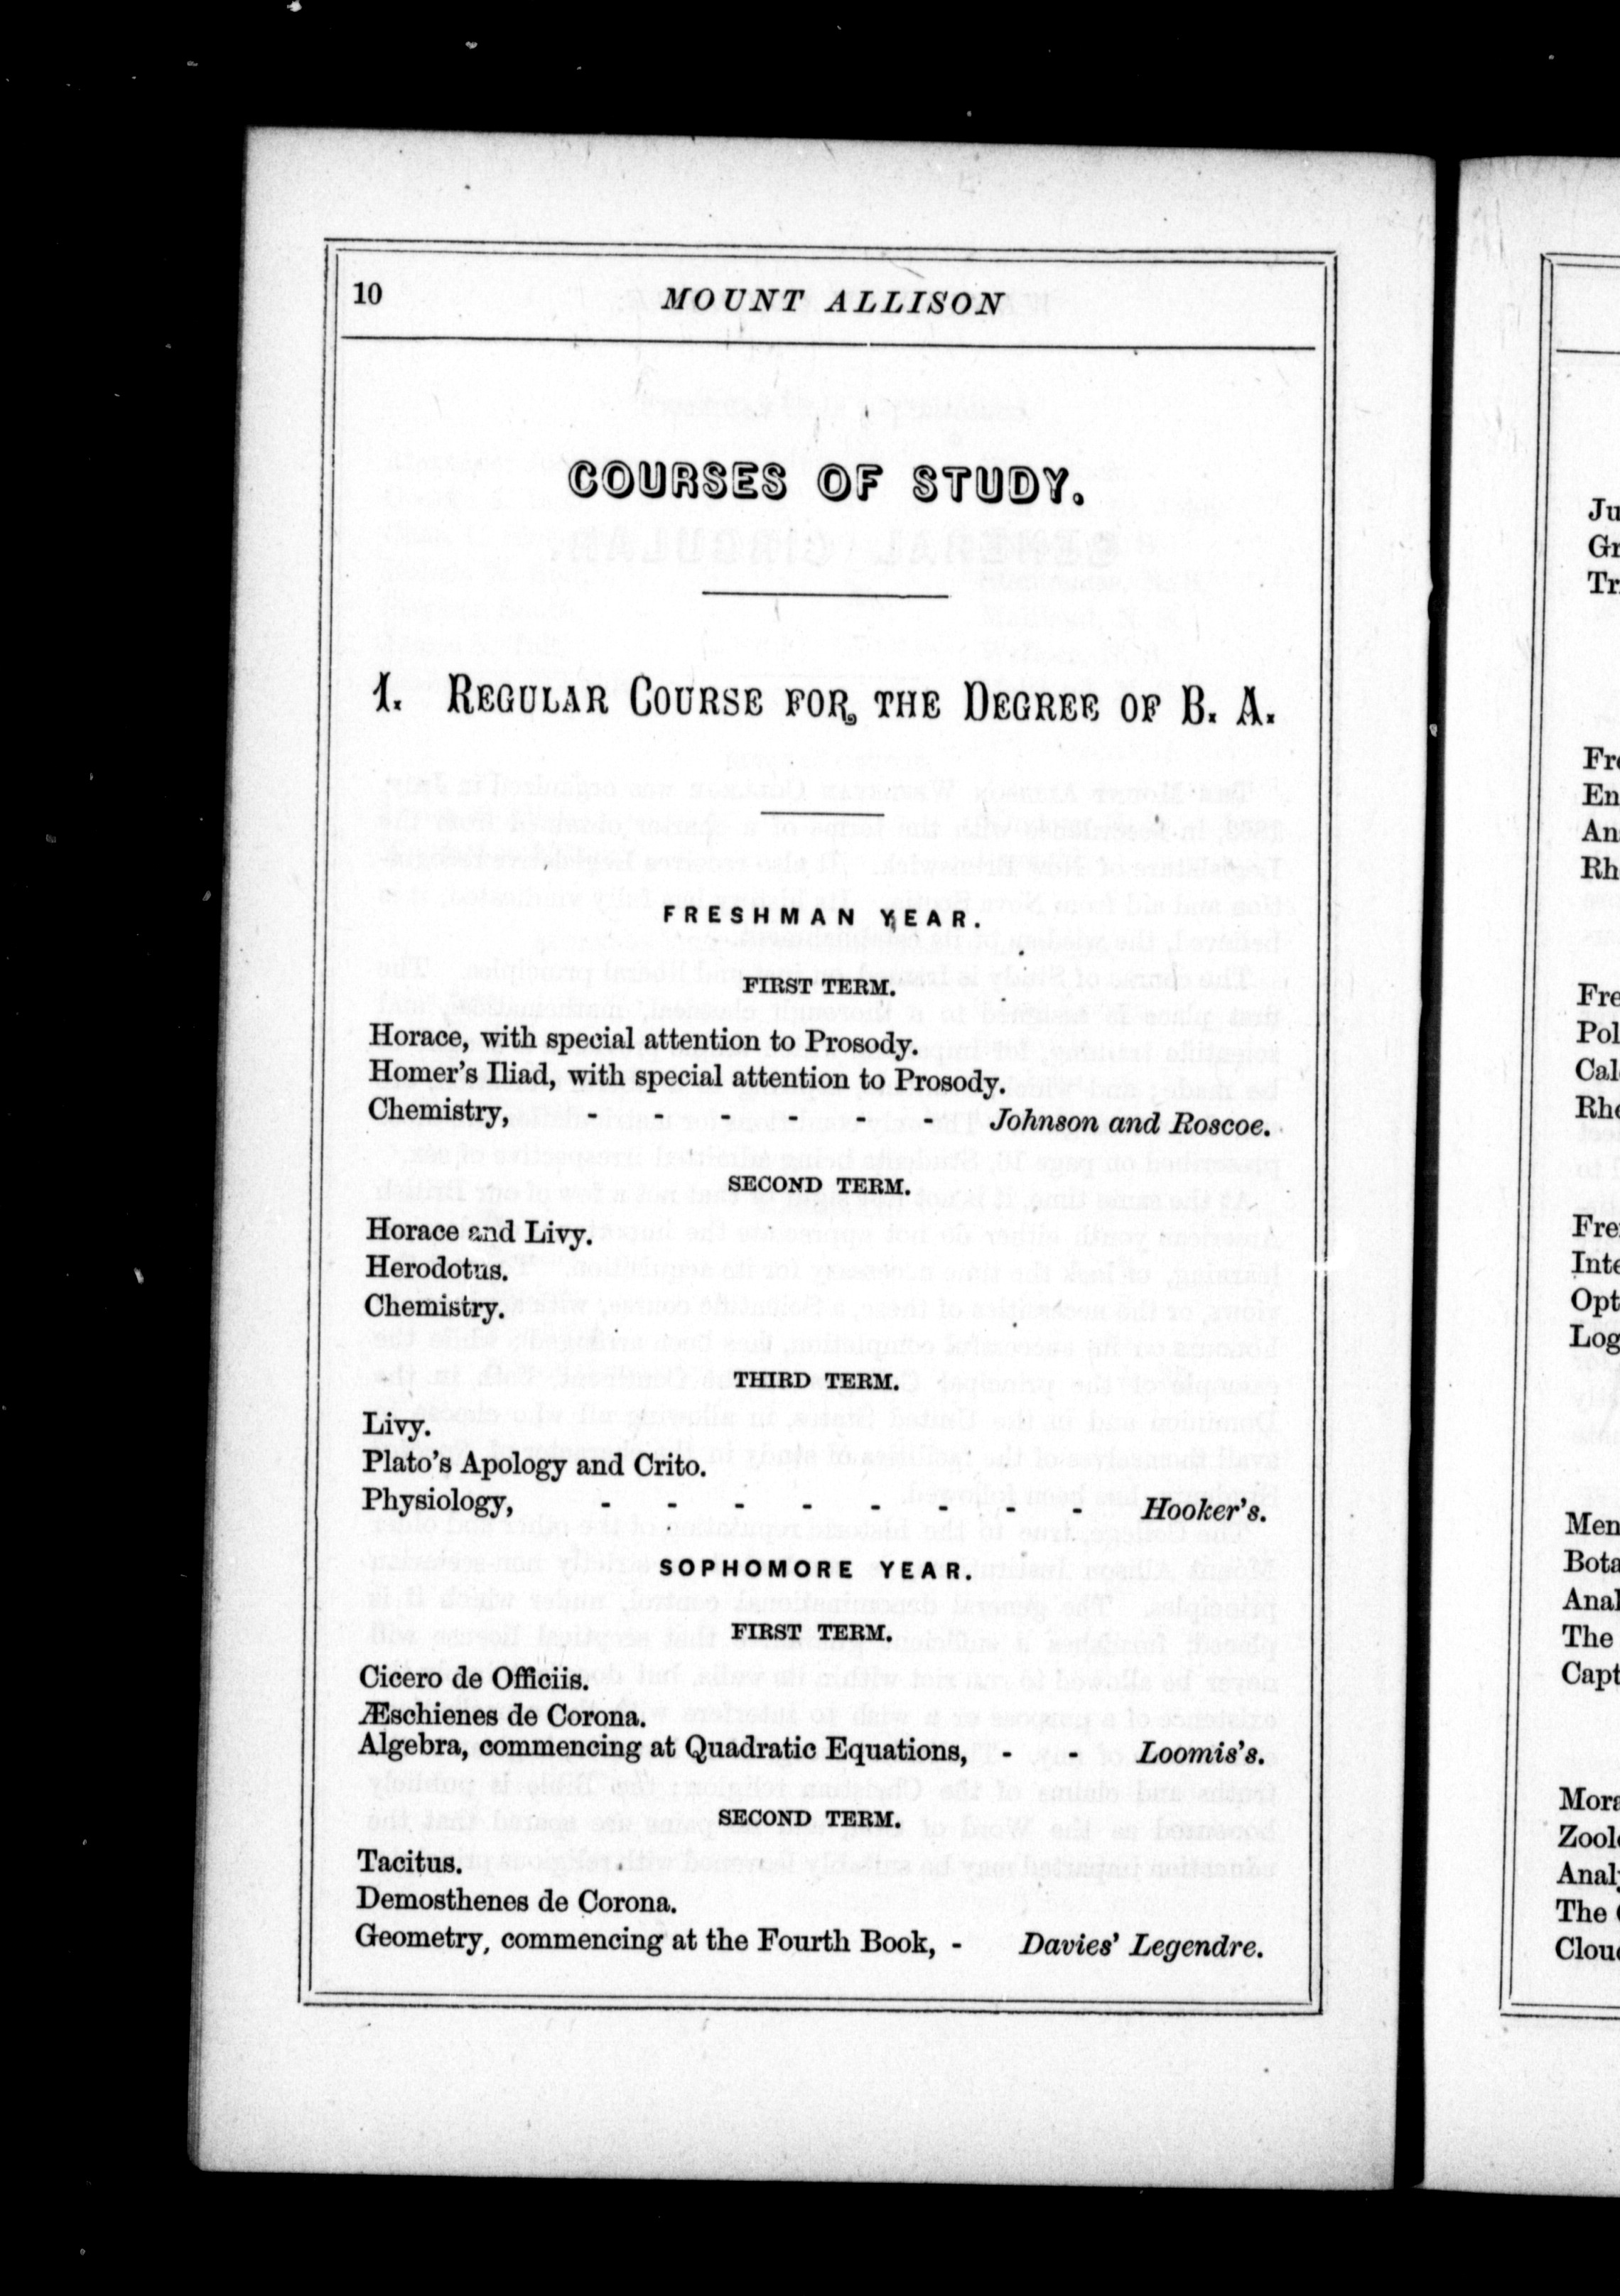 10
MOUNT ALLISON
COURSES OF STUDY.
1. REGULAR COURSE FOR THE DEGREE OF B. A.
FRESHMAN YEAR.
FIRST TERM.
Horace, with special attention to Prosody.
Homer's Iliad, with special attention to Prosody.
Chemistry, - - - - - - Johnson and Roscoe.
SECOND TERM.
Horace and Livy.
Herodotus.
Chemistry.
THIRD TERM.
Livy.
Plato's Apology and Crito.
Physiology, - - - - - - - - Hooker's.
SOPHOMORE YEAR.
FIRST TERM.
Cicero de Officiis.
Æschienes de Corona.
Algebra, commencing at Quadratic Equations, - - Loomis's.
SECOND TERM.
Tacitus.
Demosthenes de Corona.
Geometry, commencing at the Fourth Book, - Davies' Legendre.